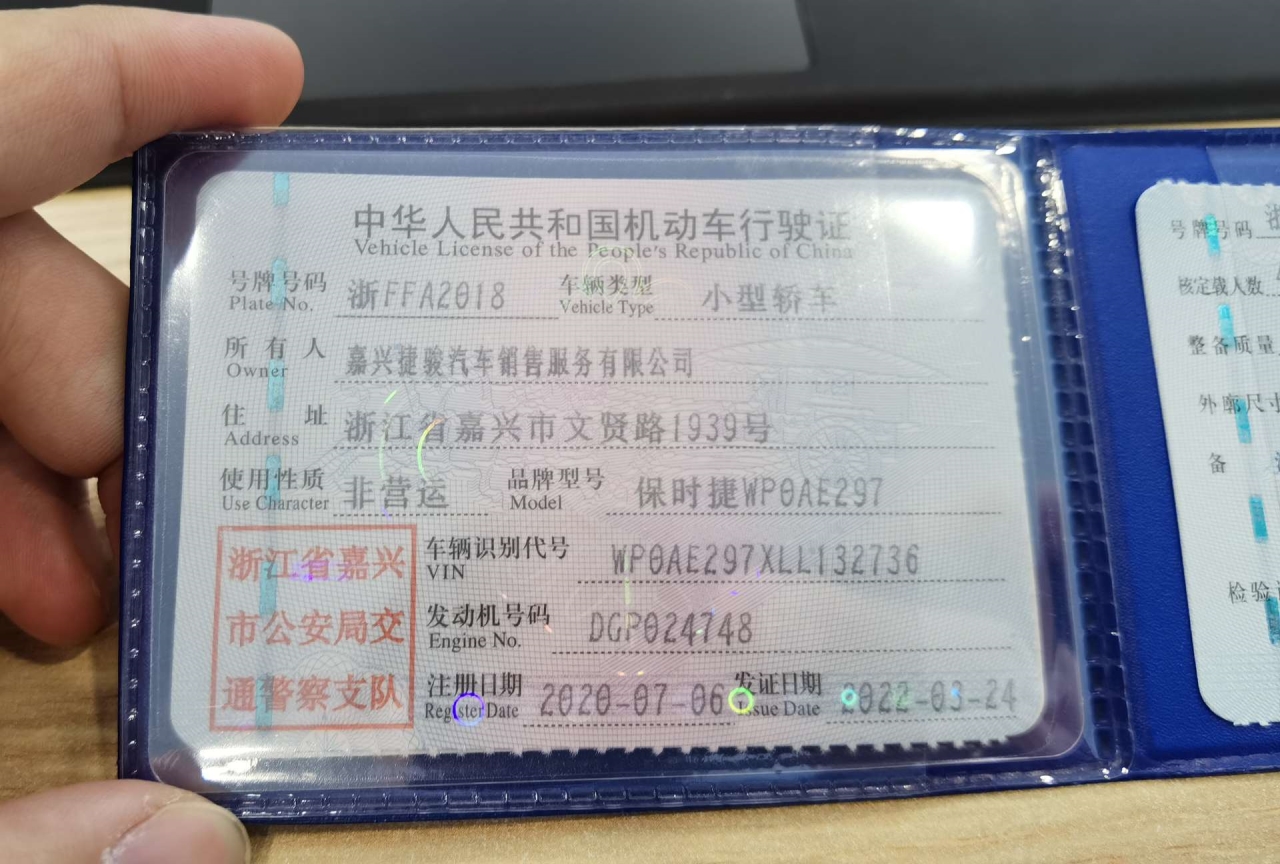 中华人民共和国机动车行驶证
Vehicle License of the People's Republic of China
号牌号码 浙FFA2018 车辆类型 小型轿车
Plate No. Vehicle Type
所有人 嘉兴捷骏汽车销售服务有限公司
Owner
住址 浙江省嘉兴市文贤路1939号
Address
使用性质 非营运 品牌型号 保时捷WP0AE297
Use Character Model
浙江省嘉兴
市公安局交
通警察支队
车辆识别代号 WP0AE297XLL132736
VIN
发动机号码 DGP024748
Engine No.
注册日期 2020-07-06 发证日期 2022-03-24
Register Date Issue Date
号牌号码
核定载人数
整备质量
外廓尺寸
备
检验